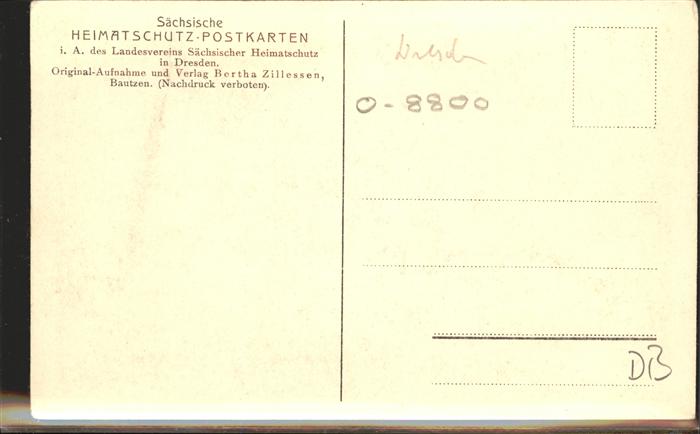 Sächsische
HEIMATSCHUTZ-POSTKARTEN
i. A. des Landesvereins Sächsischer Heimatschutz
in Dresden.
Original-Aufnahme und Verlag Bertha Zillessen,
Bautzen. (Nachdruck verboten).
Dresden
O-8800
DB